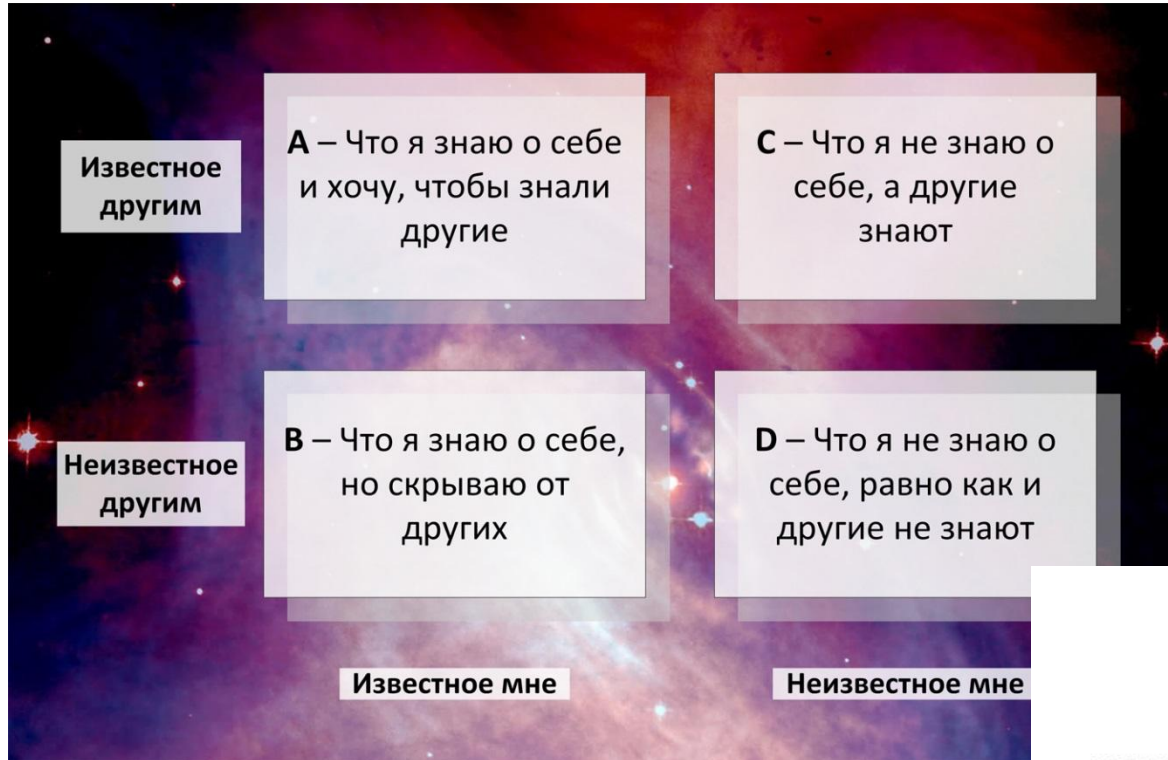 Известное
другим
A – Что я знаю о себе
и хочу, чтобы знали
другие
C – Что я не знаю о
себе, а другие
знают
Неизвестное
другим
B – Что я знаю о себе,
но скрываю от
других
D – Что я не знаю о
себе, равно как и
другие не знают
Известное мне
Неизвестное мне